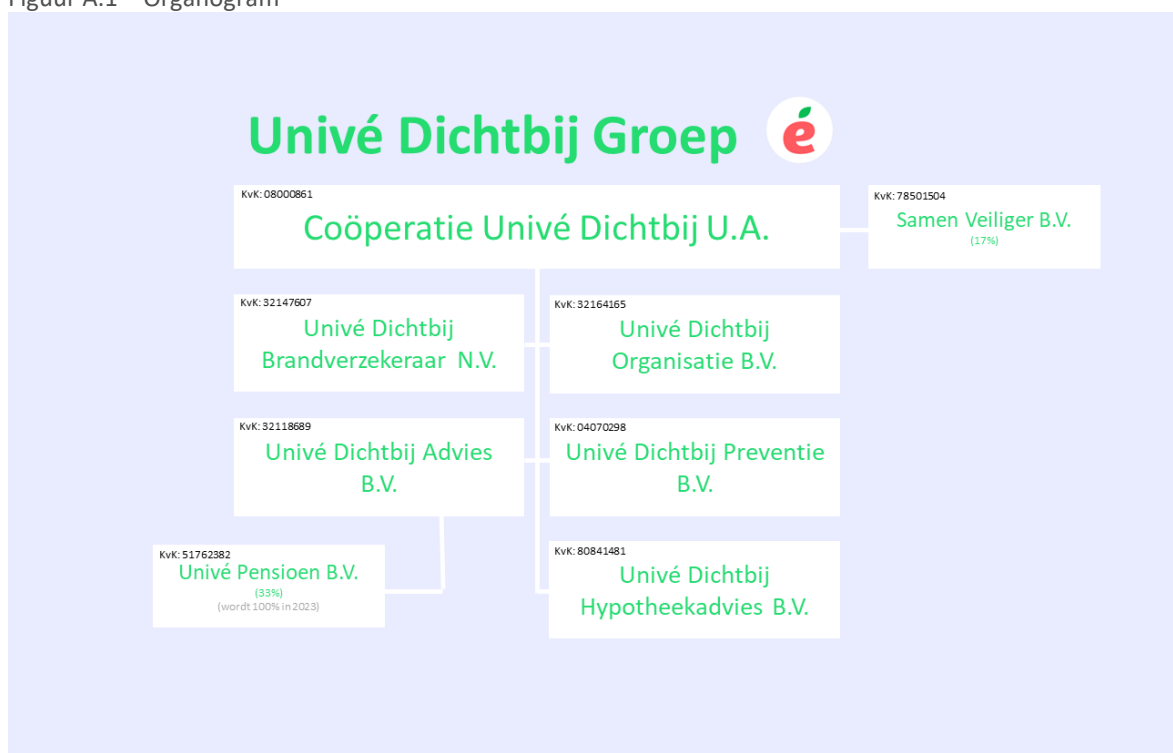 Figuur A.1 Organogram
Univé Dichtbij Groep é
KvK: 08000861
Coöperatie Univé Dichtbij U.A.
KvK: 78501504
Samen Veiliger B.V.
(17%)
KvK: 32147607
Univé Dichtbij
Brandverzekeraar N.V.
KvK: 32164165
Univé Dichtbij
Organisatie B.V.
KvK: 32118689
Univé Dichtbij Advies
B.V.
KvK: 04070298
Univé Dichtbij Preventie
B.V.
KvK: 51762382
Univé Pensioen B.V.
(33%)
(wordt 100% in 2023)
KvK: 80841481
Univé Dichtbij
Hypotheekadvies B.V.